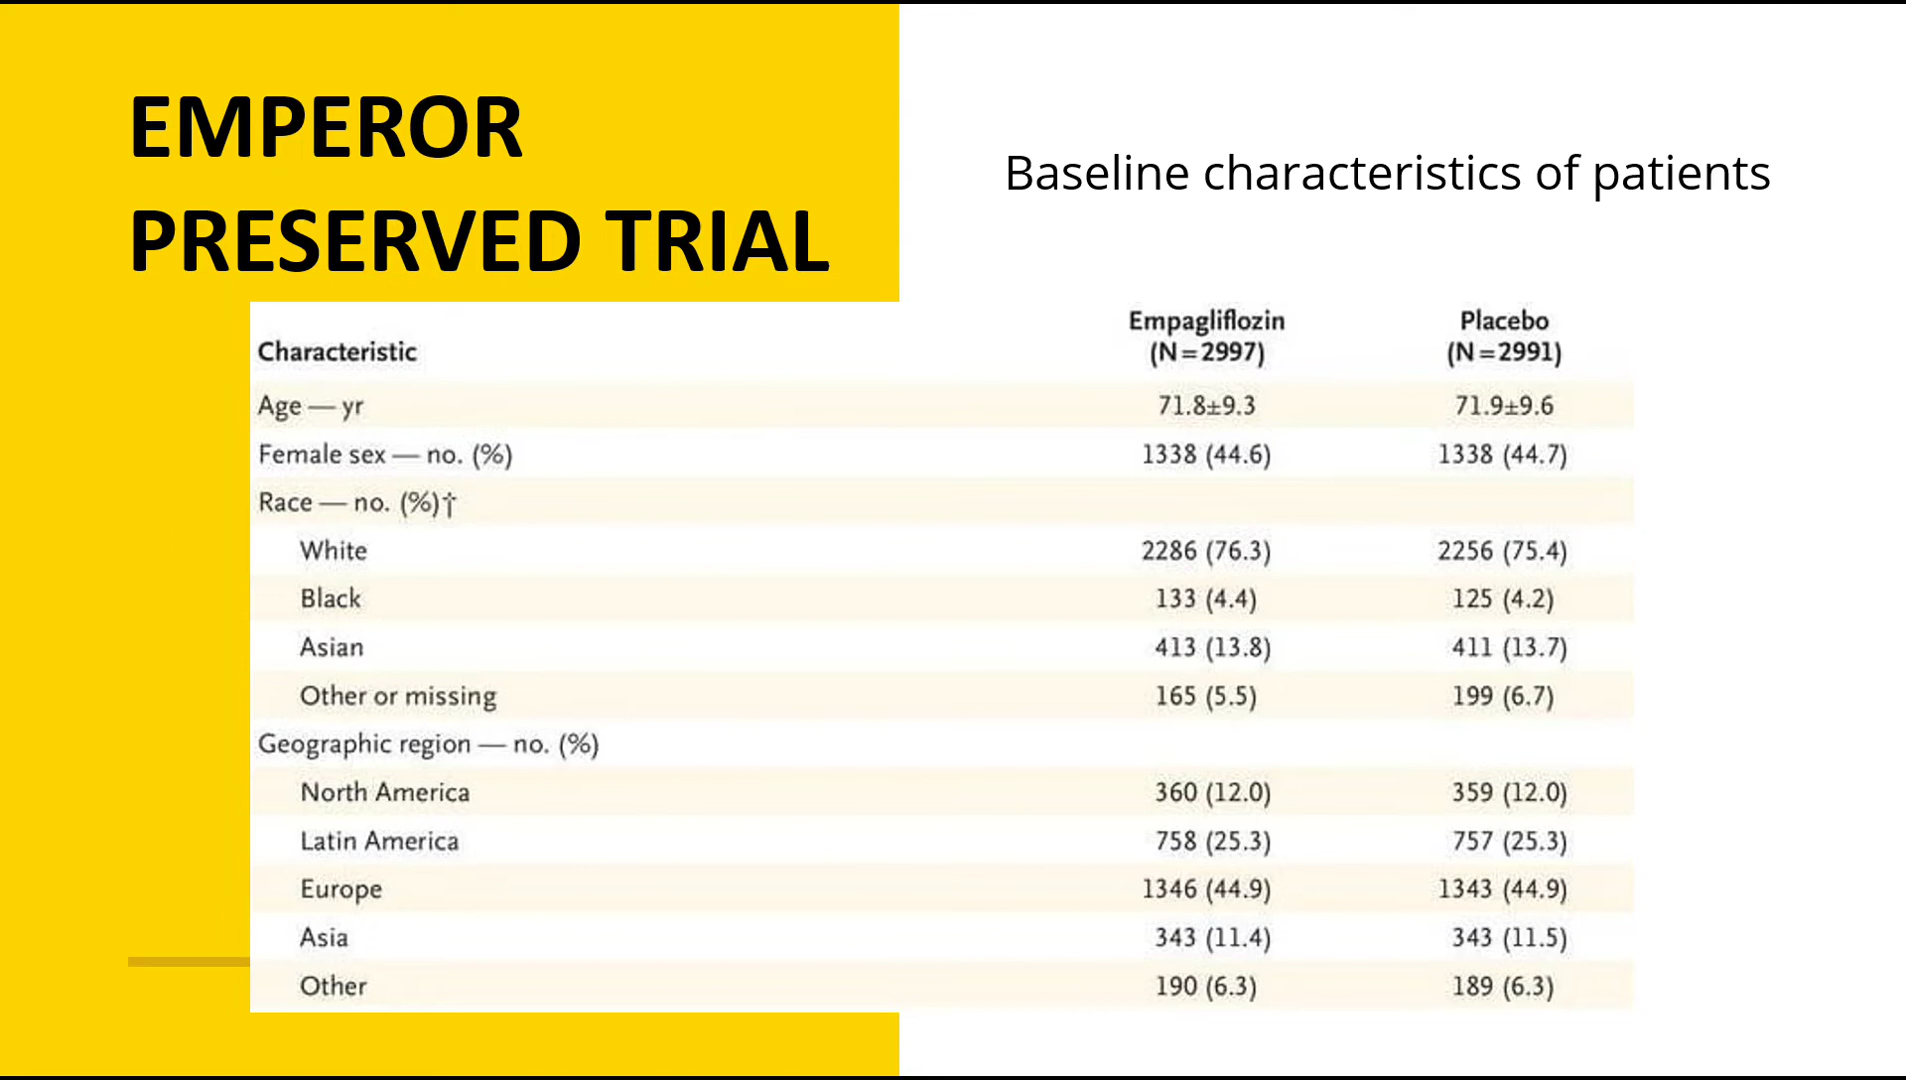 EMPEROR
PRESERVED TRIAL
Baseline characteristics of patients
Characteristic Empagliflozin (N=2997) Placebo (N=2991)
Age — yr 71.8±9.3 71.9±9.6
Female sex — no. (%) 1338 (44.6) 1338 (44.7)
Race — no. (%)†
White 2286 (76.3) 2256 (75.4)
Black 133 (4.4) 125 (4.2)
Asian 413 (13.8) 411 (13.7)
Other or missing 165 (5.5) 199 (6.7)
Geographic region — no. (%)
North America 360 (12.0) 359 (12.0)
Latin America 758 (25.3) 757 (25.3)
Europe 1346 (44.9) 1343 (44.9)
Asia 343 (11.4) 343 (11.5)
Other 190 (6.3) 189 (6.3)